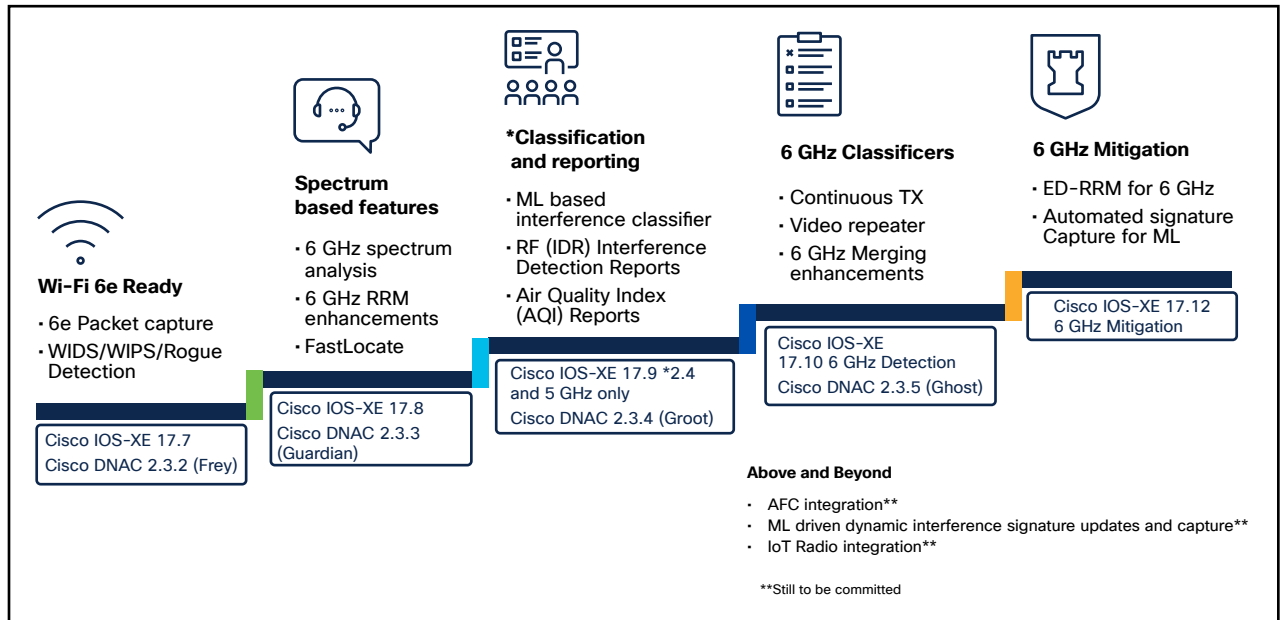 Wi-Fi 6e Ready
· 6e Packet capture
· WIDS/WIPS/Rogue
Detection
Cisco IOS-XE 17.7
Cisco DNAC 2.3.2 (Frey)
Spectrum
based features
· 6 GHz spectrum
analysis
· 6 GHz RRM
enhancements
· FastLocate
Cisco IOS-XE 17.8
Cisco DNAC 2.3.3
(Guardian)
*Classification
and reporting
· ML based
interference classifier
· RF (IDR) Interference
Detection Reports
· Air Quality Index
(AQI) Reports
Cisco IOS-XE 17.9 *2.4
and 5 GHz only
Cisco DNAC 2.3.4 (Groot)
6 GHz Classificers
· Continuous TX
· Video repeater
· 6 GHz Merging
enhancements
Cisco IOS-XE
17.10 6 GHz Detection
Cisco DNAC 2.3.5 (Ghost)
6 GHz Mitigation
· ED-RRM for 6 GHz
· Automated signature
Capture for ML
Cisco IOS-XE 17.12
6 GHz Mitigation
Above and Beyond
· AFC integration**
· ML driven dynamic interference signature updates and capture**
· IoT Radio integration**
**Still to be committed